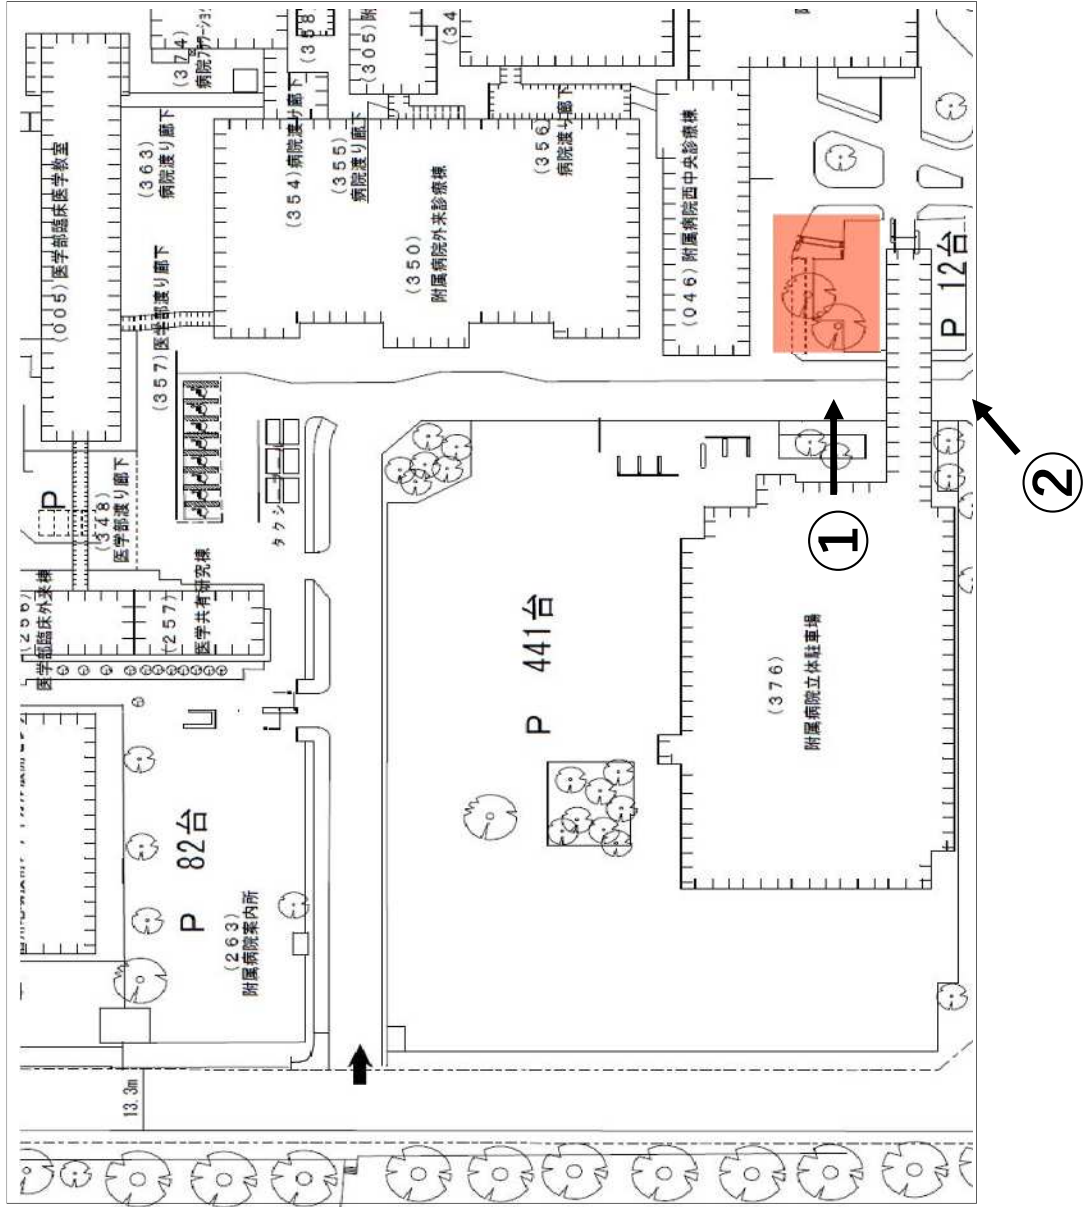 (374)
(358
(305)附
(34
(005)医学部臨床医学教室
(363)
病院渡り廊下
(354)病院渡り廊下
(355)
病院渡り廊下
(356)
病院渡り廊下
(350)
附属病院外来診療棟
(046)附属病院西中央診療棟
(357)医学部渡り廊下
P 12台
P
(348)
医学部渡り廊下
タクシー
①
②
(256)
医学部臨床外来棟
(257)
医学共有研究棟
P 441台
(376)
附属病院立体駐車場
P 82台
(263)
附属病院案内所
13.3m